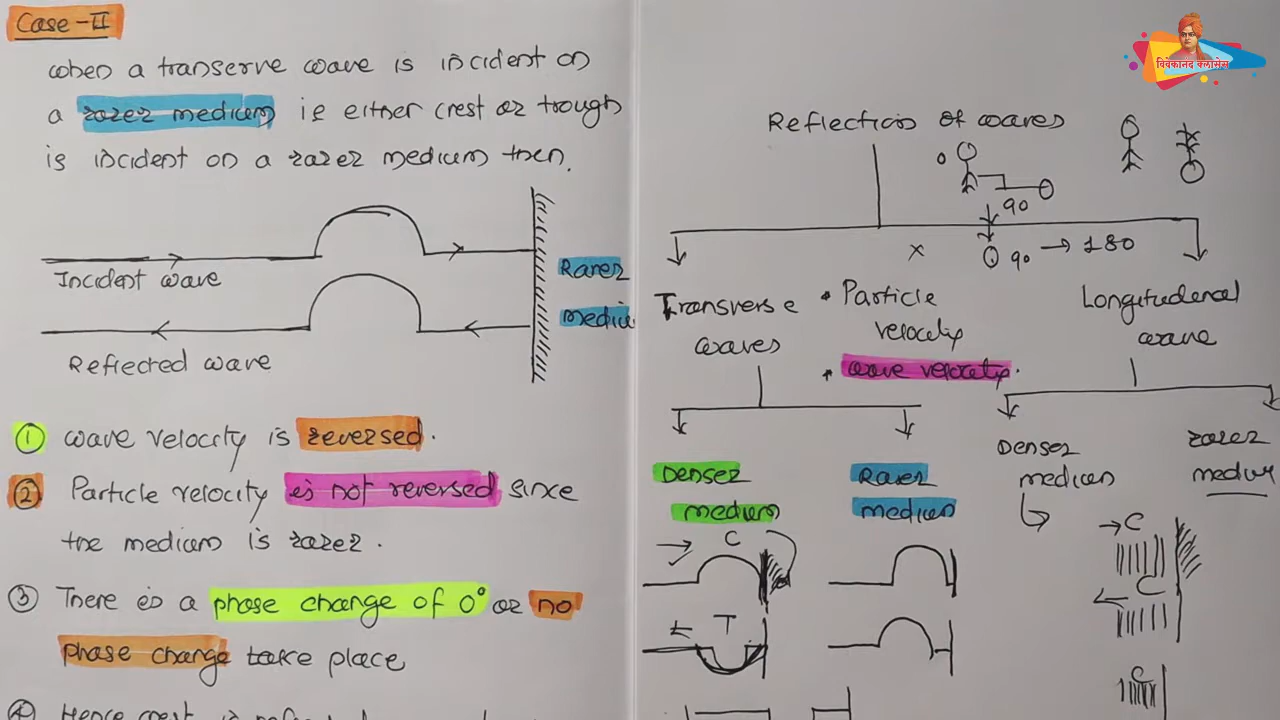 Case-II
when a transerve wave is incident on
a rarer medium i.e either crest or trough
is incident on a rarer medium then.
Incident wave
Rarer
mediu
Reflected wave
① wave velocity is reversed.
② Particle velocity is not reversed since
the medium is rarer.
③ There is a phase change of 0° or no
phase change take place
विवेकानंद क्लासेस
Reflection of waves
90
90 → 180
Transverse
waves
• Particle
velocity
• wave velocity.
Longitudenal
wave
Denser
medium
Rarer
medium
Denser
medium
rarer
medium
C
T
C
C
C